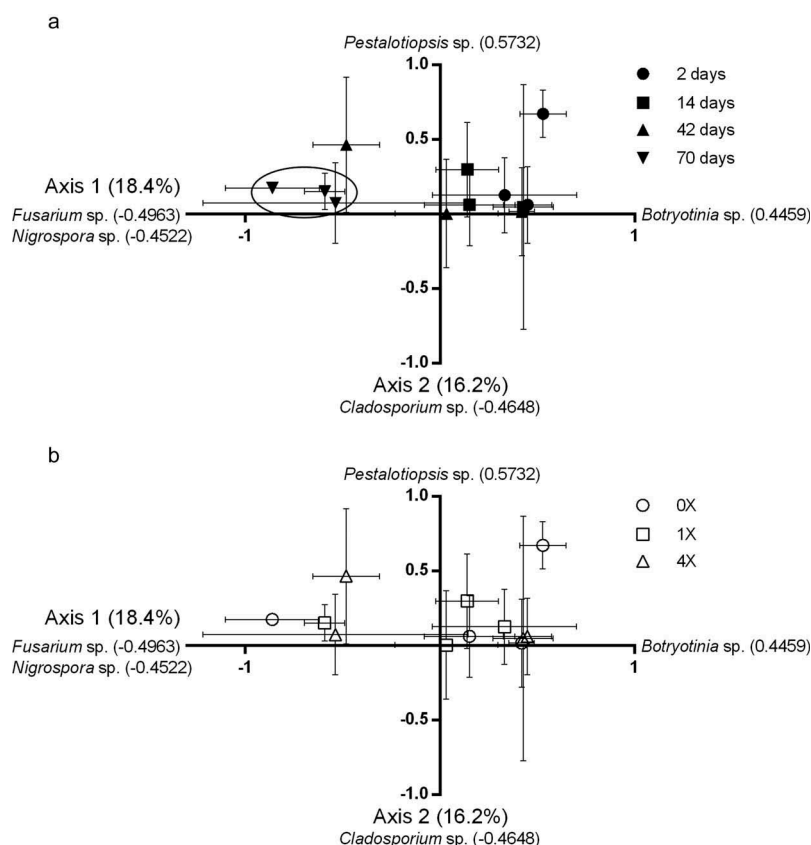 a
Pestalotiopsis sp. (0.5732)
1.0
2 days
14 days
0.5
42 days
70 days
Axis 1 (18.4%)
Fusarium sp. (-0.4963)
Botryotinia sp. (0.4459)
Nigrospora sp. (-0.4522)
-1
1
-0.5
-1.0
Axis 2 (16.2%)
Cladosporium sp. (-0.4648)
b
Pestalotiopsis sp. (0.5732)
1.0
0X
1X
0.5
4X
Axis 1 (18.4%)
Fusarium sp. (-0.4963)
Botryotinia sp. (0.4459)
Nigrospora sp. (-0.4522)
-1
1
-0.5
-1.0
Axis 2 (16.2%)
Cladosporium sp. (-0.4648)